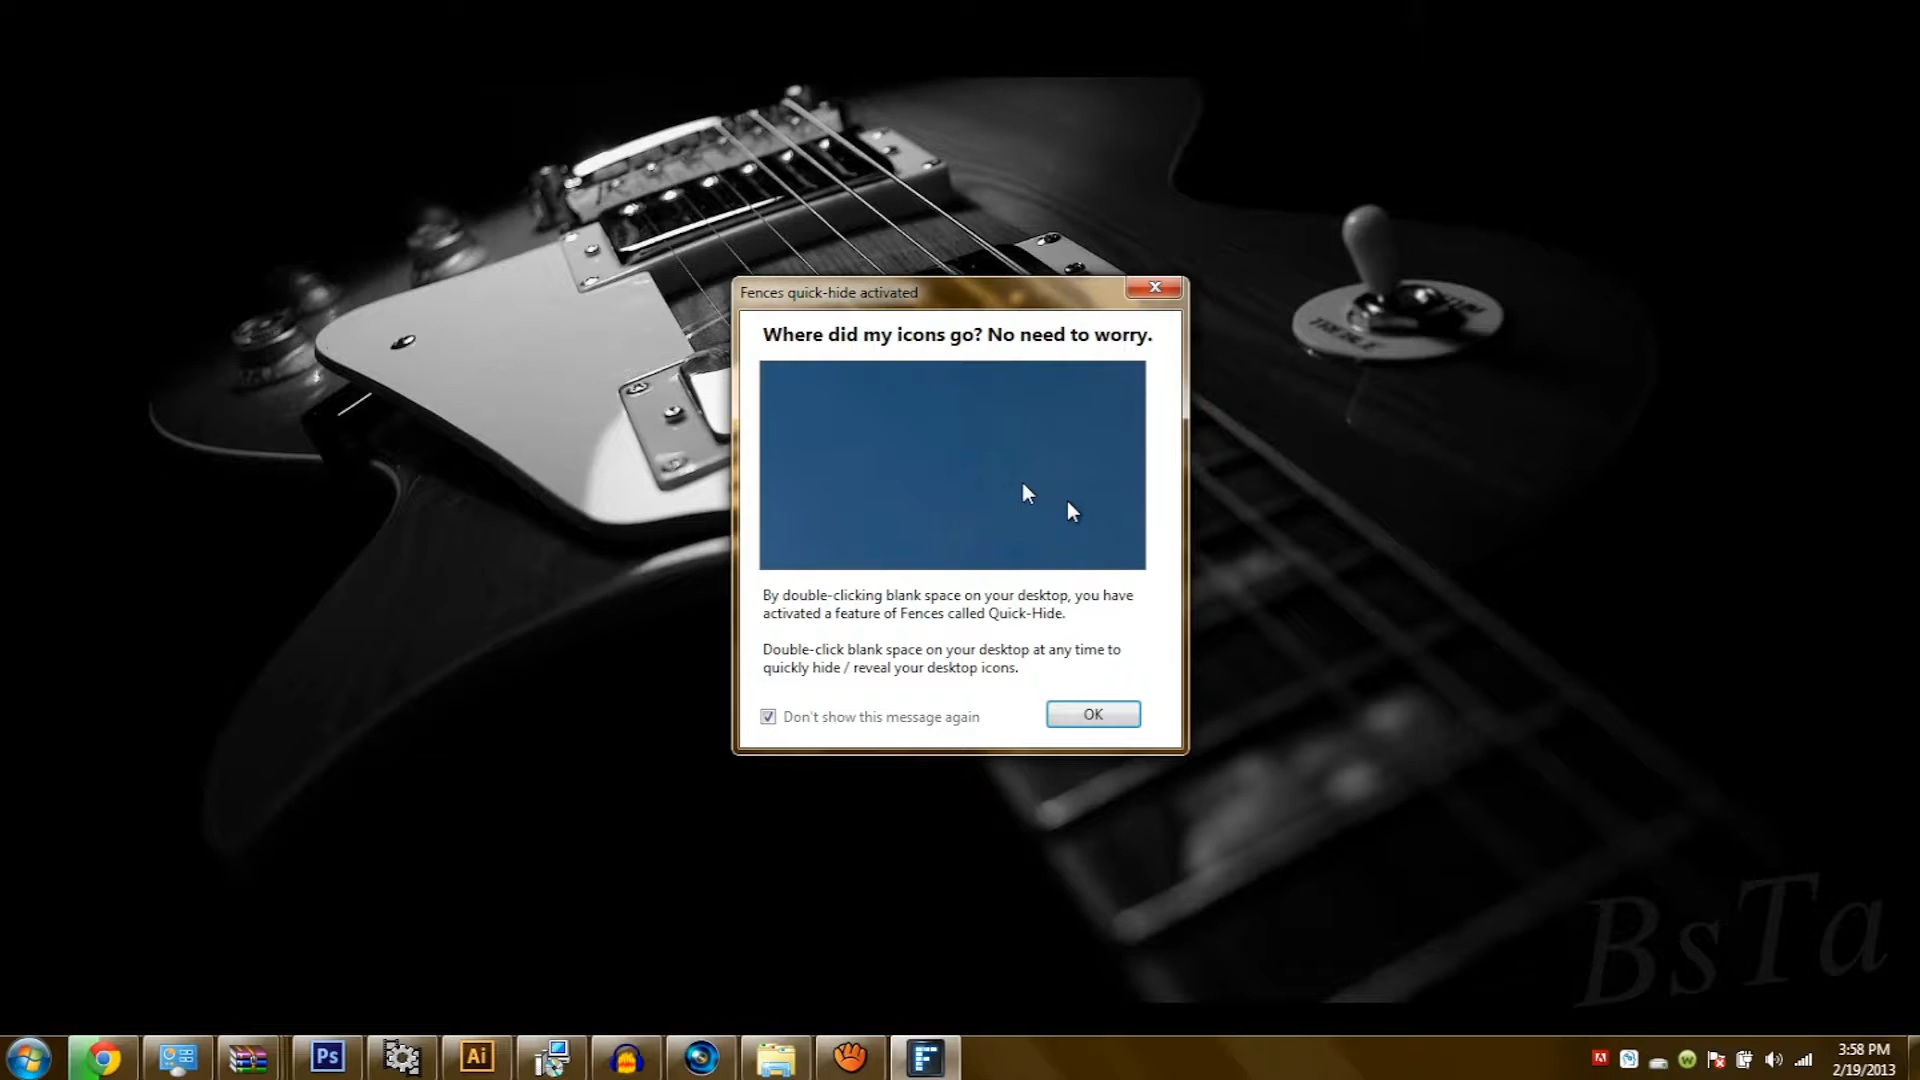 Fences quick-hide activated
Where did my icons go? No need to worry.
By double-clicking blank space on your desktop, you have
activated a feature of Fences called Quick-Hide.
Double-click blank space on your desktop at any time to
quickly hide / reveal your desktop icons.
Don't show this message again
OK
TREBLE
BsTa
Ps
Ai
F
W
3:58 PM
2/19/2013